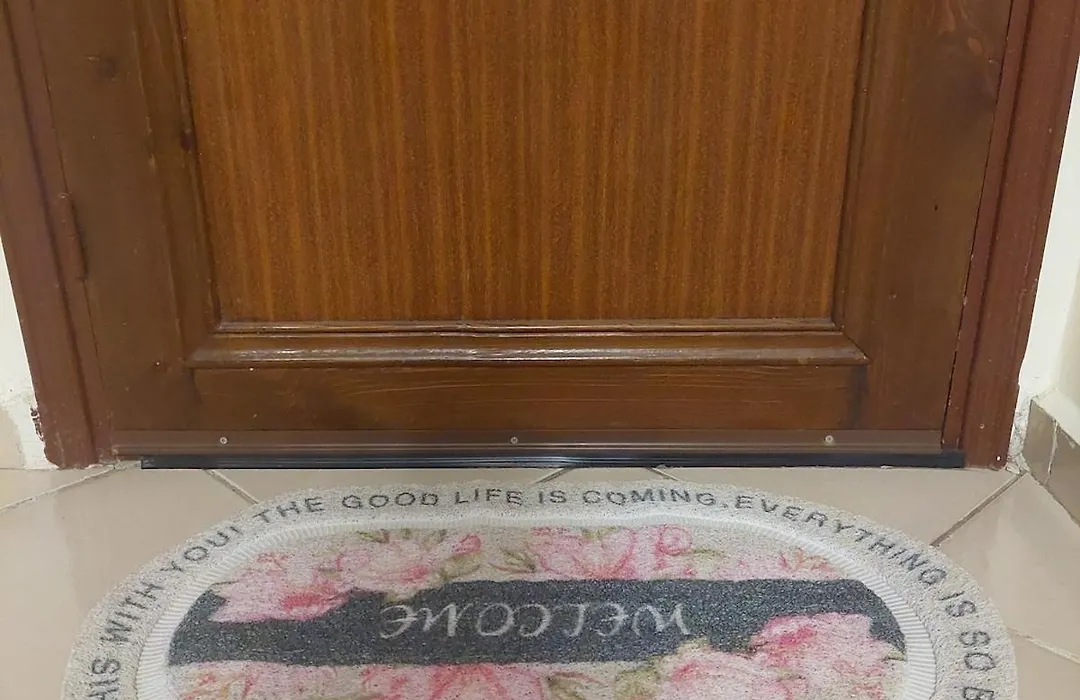 HIS WITH YOU! THE GOOD LIFE IS COMING,EVERYTHING IS SO B
WELCOME